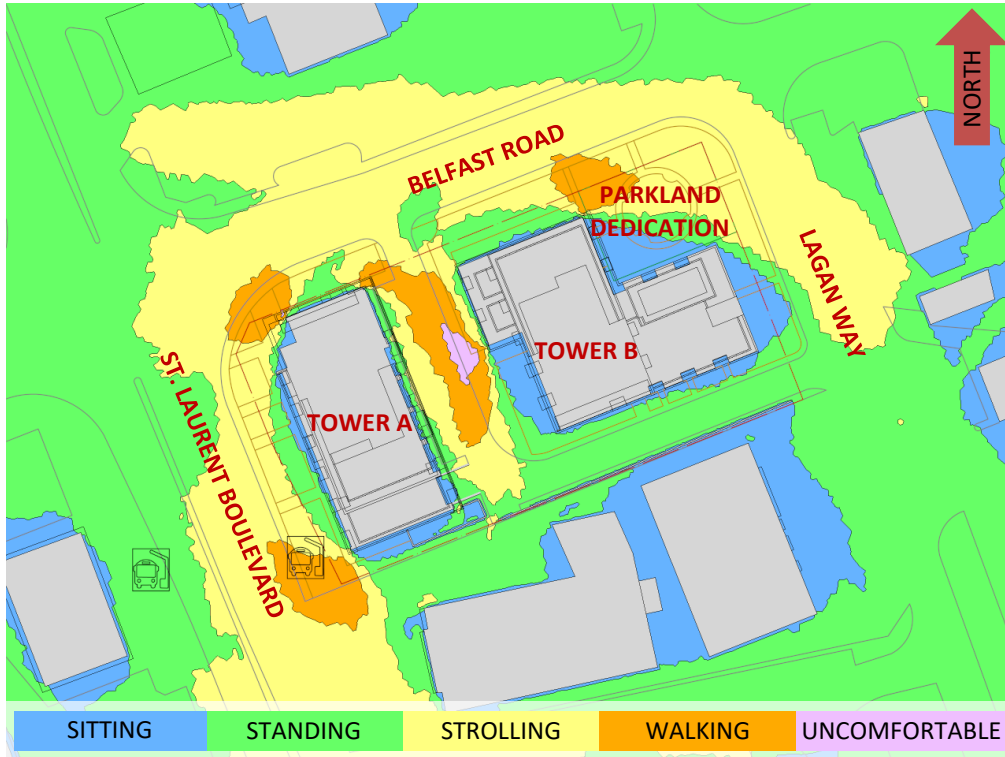 NORTH
BELFAST ROAD
PARKLAND
DEDICATION
LAGAN WAY
TOWER B
ST. LAURENT BOULEVARD
TOWER A
SITTING
STANDING
STROLLING
WALKING
UNCOMFORTABLE